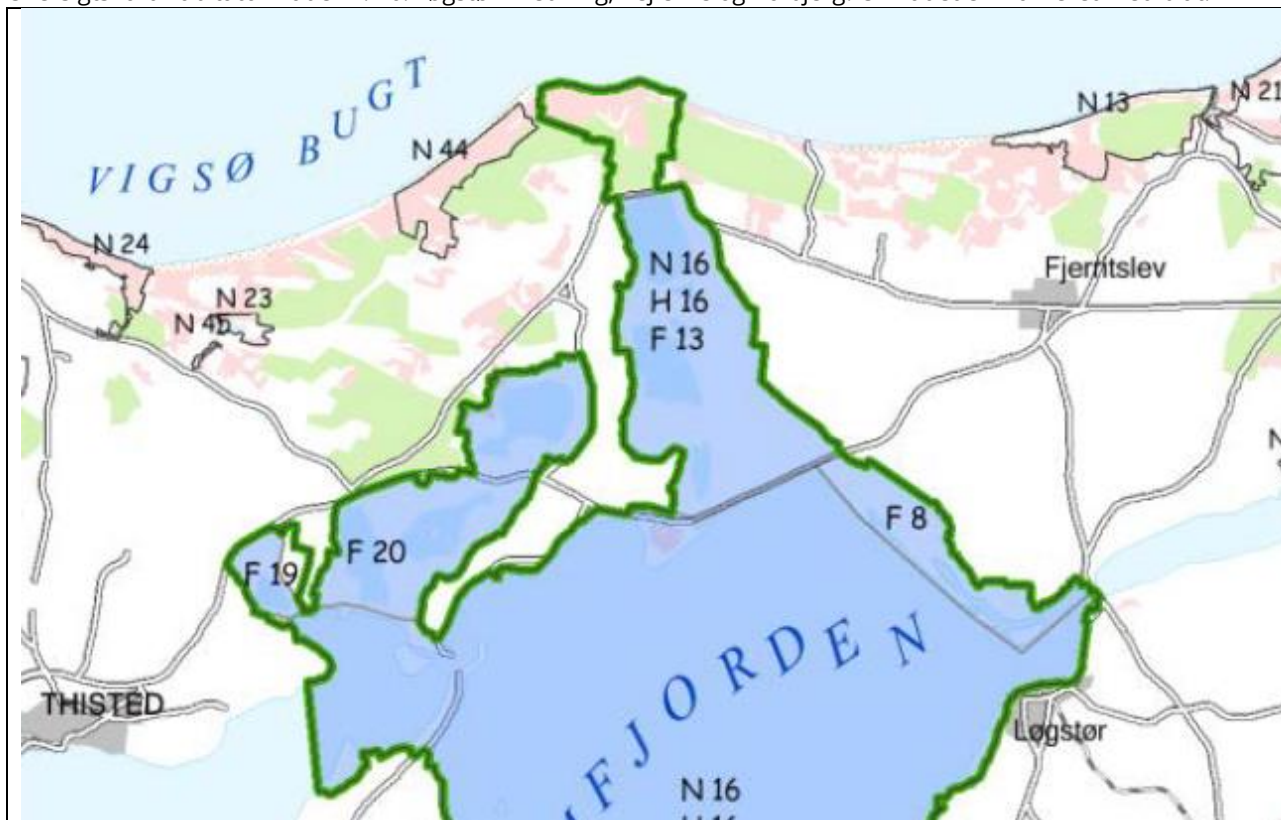 VIGSØ BUGT
N 44
N 13
N 21
N 24
N 23
N 45
N 16
H 16
F 13
Fjerritslev
F 8
F 20
F 19
THISTED
FJORDEN
Løgstør
N 16